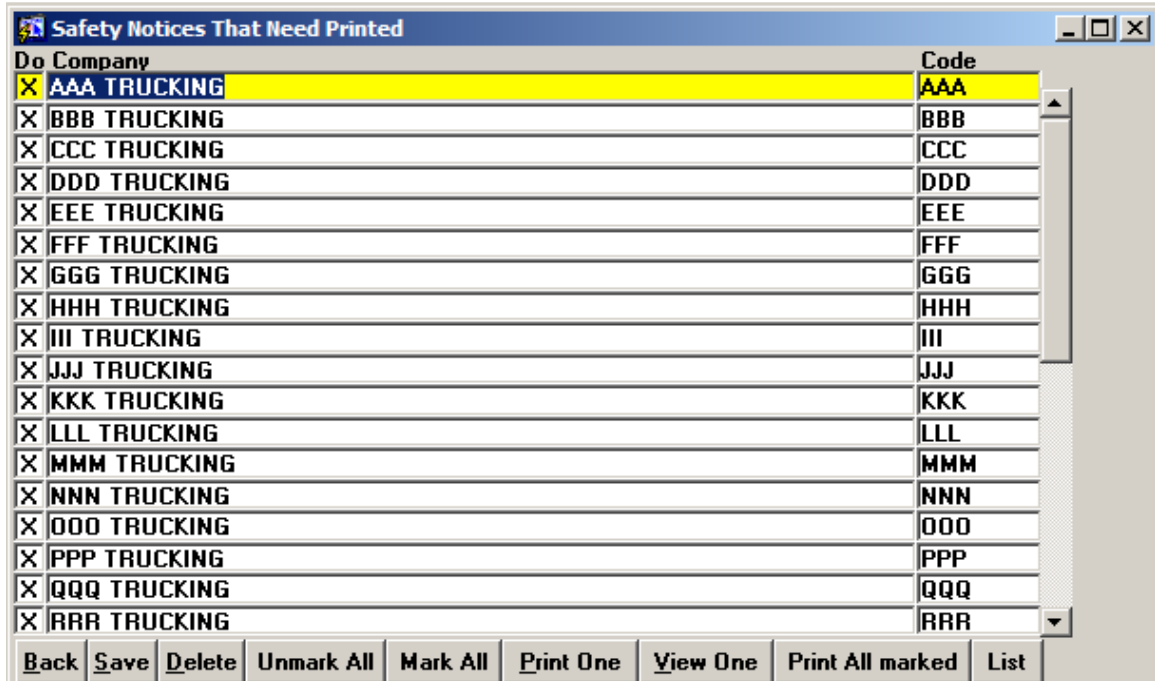 Safety Notices That Need Printed
Do Company Code
X AAA TRUCKING AAA
X BBB TRUCKING BBB
X CCC TRUCKING CCC
X DDD TRUCKING DDD
X EEE TRUCKING EEE
X FFF TRUCKING FFF
X GGG TRUCKING GGG
X HHH TRUCKING HHH
X III TRUCKING III
X JJJ TRUCKING JJJ
X KKK TRUCKING KKK
X LLL TRUCKING LLL
X MMM TRUCKING MMM
X NNN TRUCKING NNN
X OOO TRUCKING OOO
X PPP TRUCKING PPP
X QQQ TRUCKING QQQ
X RRR TRUCKING RRR
Back Save Delete Unmark All Mark All Print One View One Print All marked List